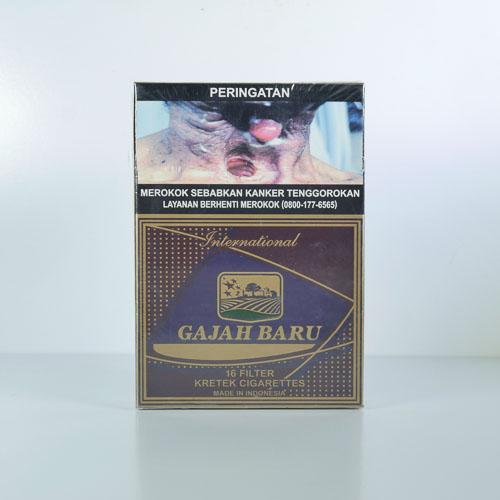 PERINGATAN
MEROKOK SEBABKAN KANKER TENGGOROKAN
LAYANAN BERHENTI MEROKOK (0800-177-6565)
International
GAJAH BARU
16 FILTER
KRETEK CIGARETTES
MADE IN INDONESIA